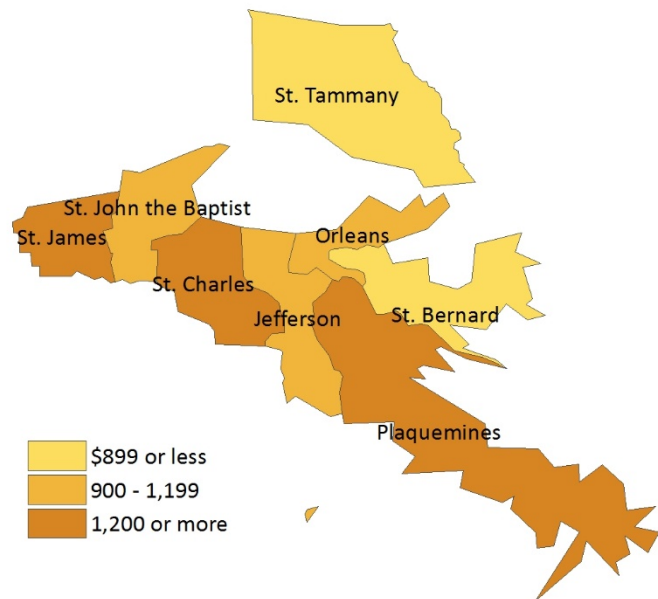 St. Tammany
St. John the Baptist
St. James
Orleans
St. Charles
Jefferson
St. Bernard
Plaquemines
$899 or less
900 - 1,199
1,200 or more